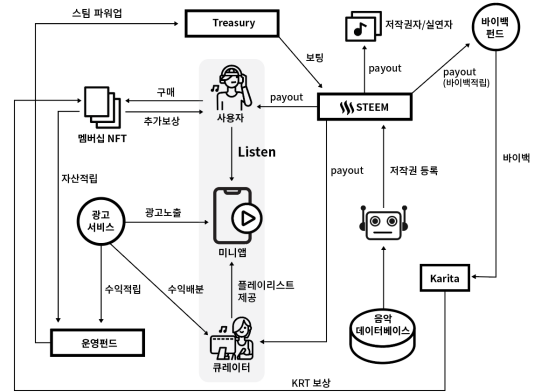 스팀 파워업
Treasury
저작권자/실연자
바이백
펀드
보팅
payout
payout
(바이백적립)
구매
payout
STEEM
사용자
추가보상
멤버십 NFT
Listen
바이백
payout
저작권 등록
자산적립
광고
서비스
광고노출
미니앱
Karita
수익적립
수익배분
플레이리스트
제공
음악
데이터베이스
운영펀드
큐레이터
KRT 보상